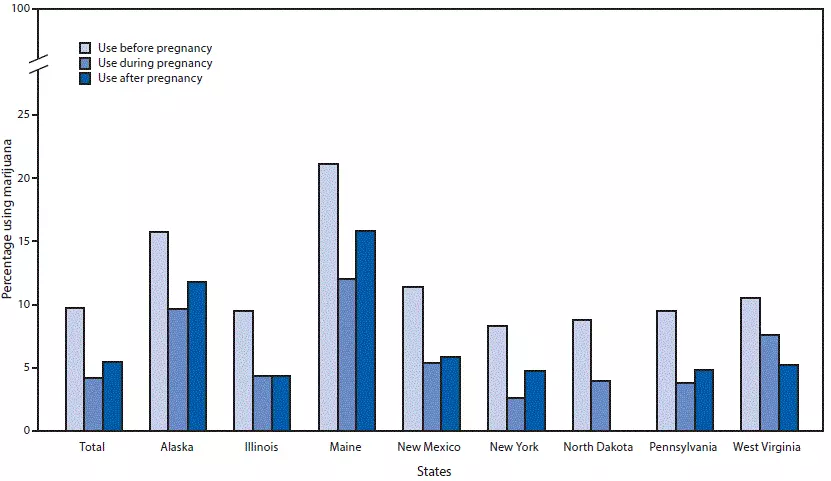 100
Use before pregnancy
Use during pregnancy
Use after pregnancy
25
20
15
10
5
0
Percentage using marijuana
Total Alaska Illinois Maine New Mexico New York North Dakota Pennsylvania West Virginia
States